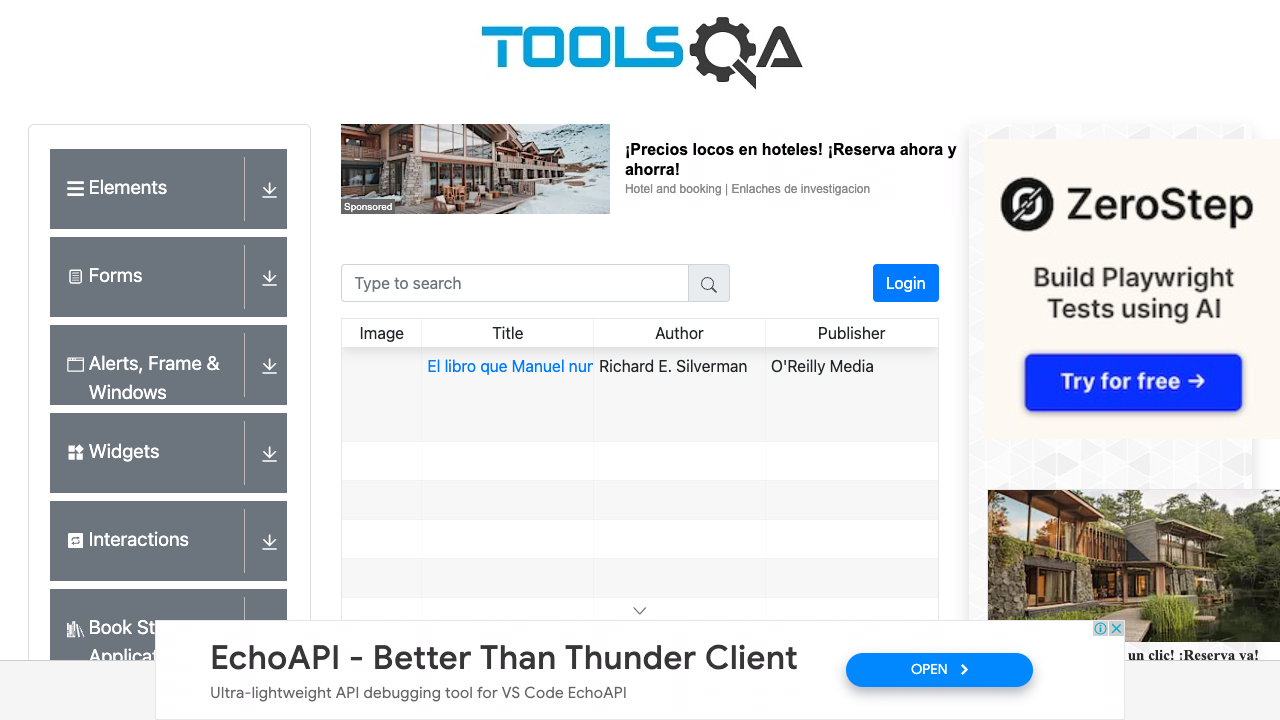 TOOLSQA
Elements
Forms
Alerts, Frame &
Windows
Widgets
Interactions
Book St
Applicat
Sponsored
¡Precios locos en hoteles! ¡Reserva ahora y
ahorra!
Hotel and booking | Enlaces de investigacion
Type to search
Login
Image Title Author Publisher
El libro que Manuel nur Richard E. Silverman O'Reilly Media
ZeroStep
Build Playwright
Tests using AI
Try for free →
un clic! ¡Reserva ya!
EchoAPI - Better Than Thunder Client
Ultra-lightweight API debugging tool for VS Code EchoAPI
OPEN